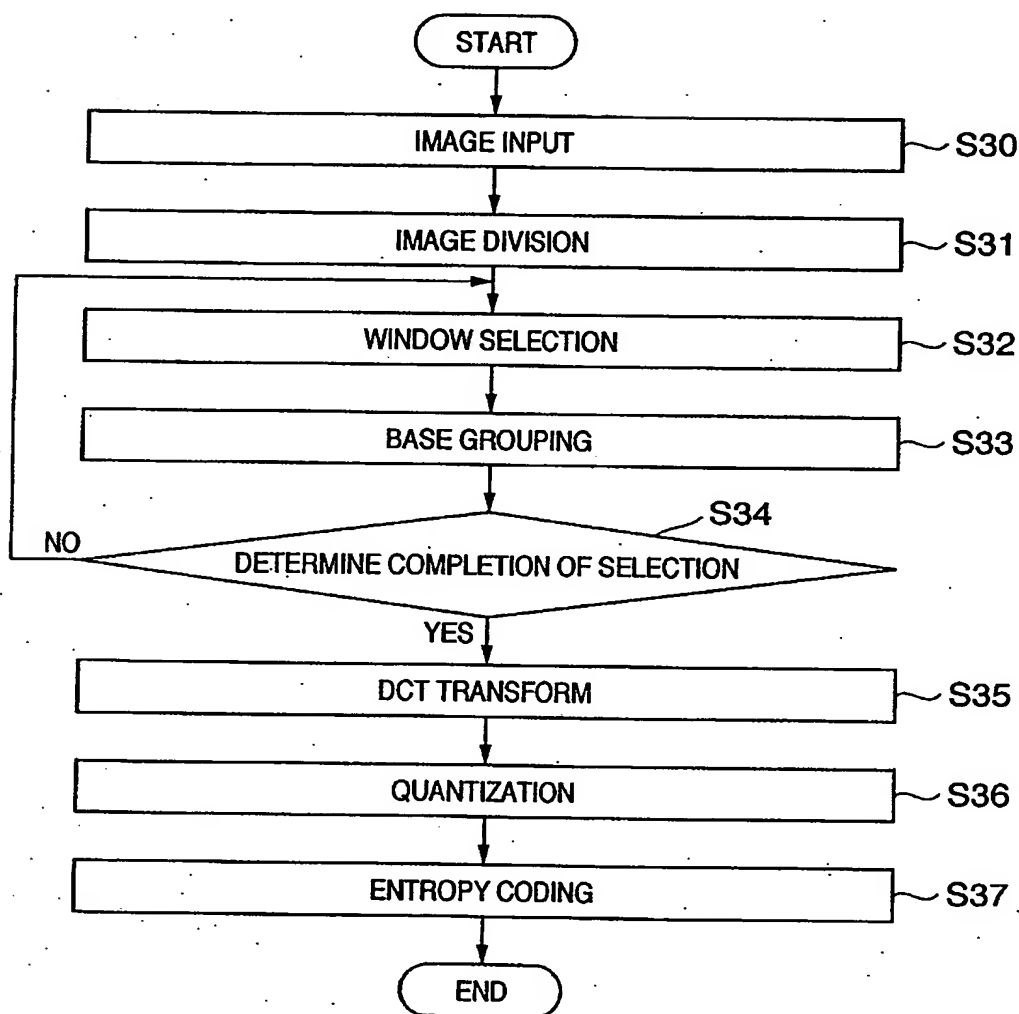 START
IMAGE INPUT
S30
IMAGE DIVISION
S31
WINDOW SELECTION
S32
BASE GROUPING
S33
S34
NO
DETERMINE COMPLETION OF SELECTION
YES
DCT TRANSFORM
S35
QUANTIZATION
S36
ENTROPY CODING
S37
END